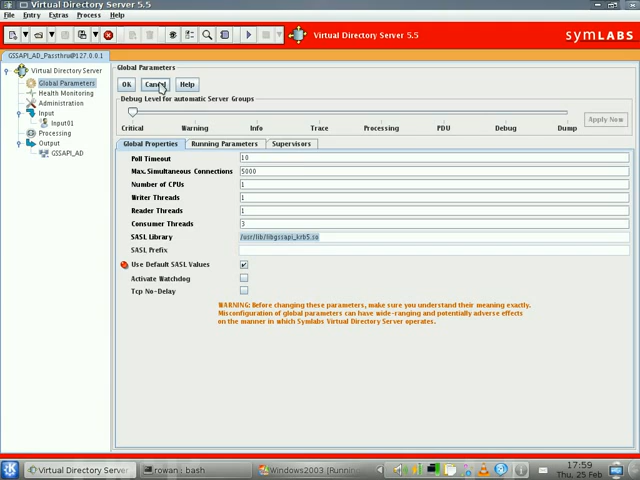 Virtual Directory Server 5.5
File Entry Extras Process Help
Virtual Directory Server 5.5
symLABS
GSSAPI_AD_Passthru@127.0.0.1
Virtual Directory Server
Global Parameters
Health Monitoring
Administration
Input
Input01
Processing
Output
GSSAPI_AD
Global Parameters
OK Cancel Help
Debug Level for automatic Server Groups
Critical Warning Info Trace Processing PDU Debug Dump
Apply Now
Global Properties Running Parameters Supervisors
Poll Timeout 10
Max. Simultaneous Connections 5000
Number of CPUs 1
Writer Threads 1
Reader Threads 1
Consumer Threads 3
SASL Library /usr/lib/libgssapi_krb5.so
SASL Prefix
Use Default SASL Values
Activate Watchdog
Tcp No-Delay
WARNING: Before changing these parameters, make sure you understand their meaning exactly.
Misconfiguration of global parameters can have wide-ranging and potentially adverse effects
on the manner in which Symlabs Virtual Directory Server operates.
Virtual Directory Server
rowan : bash
Windows2003 [Running
17:59
Thu, 25 Feb